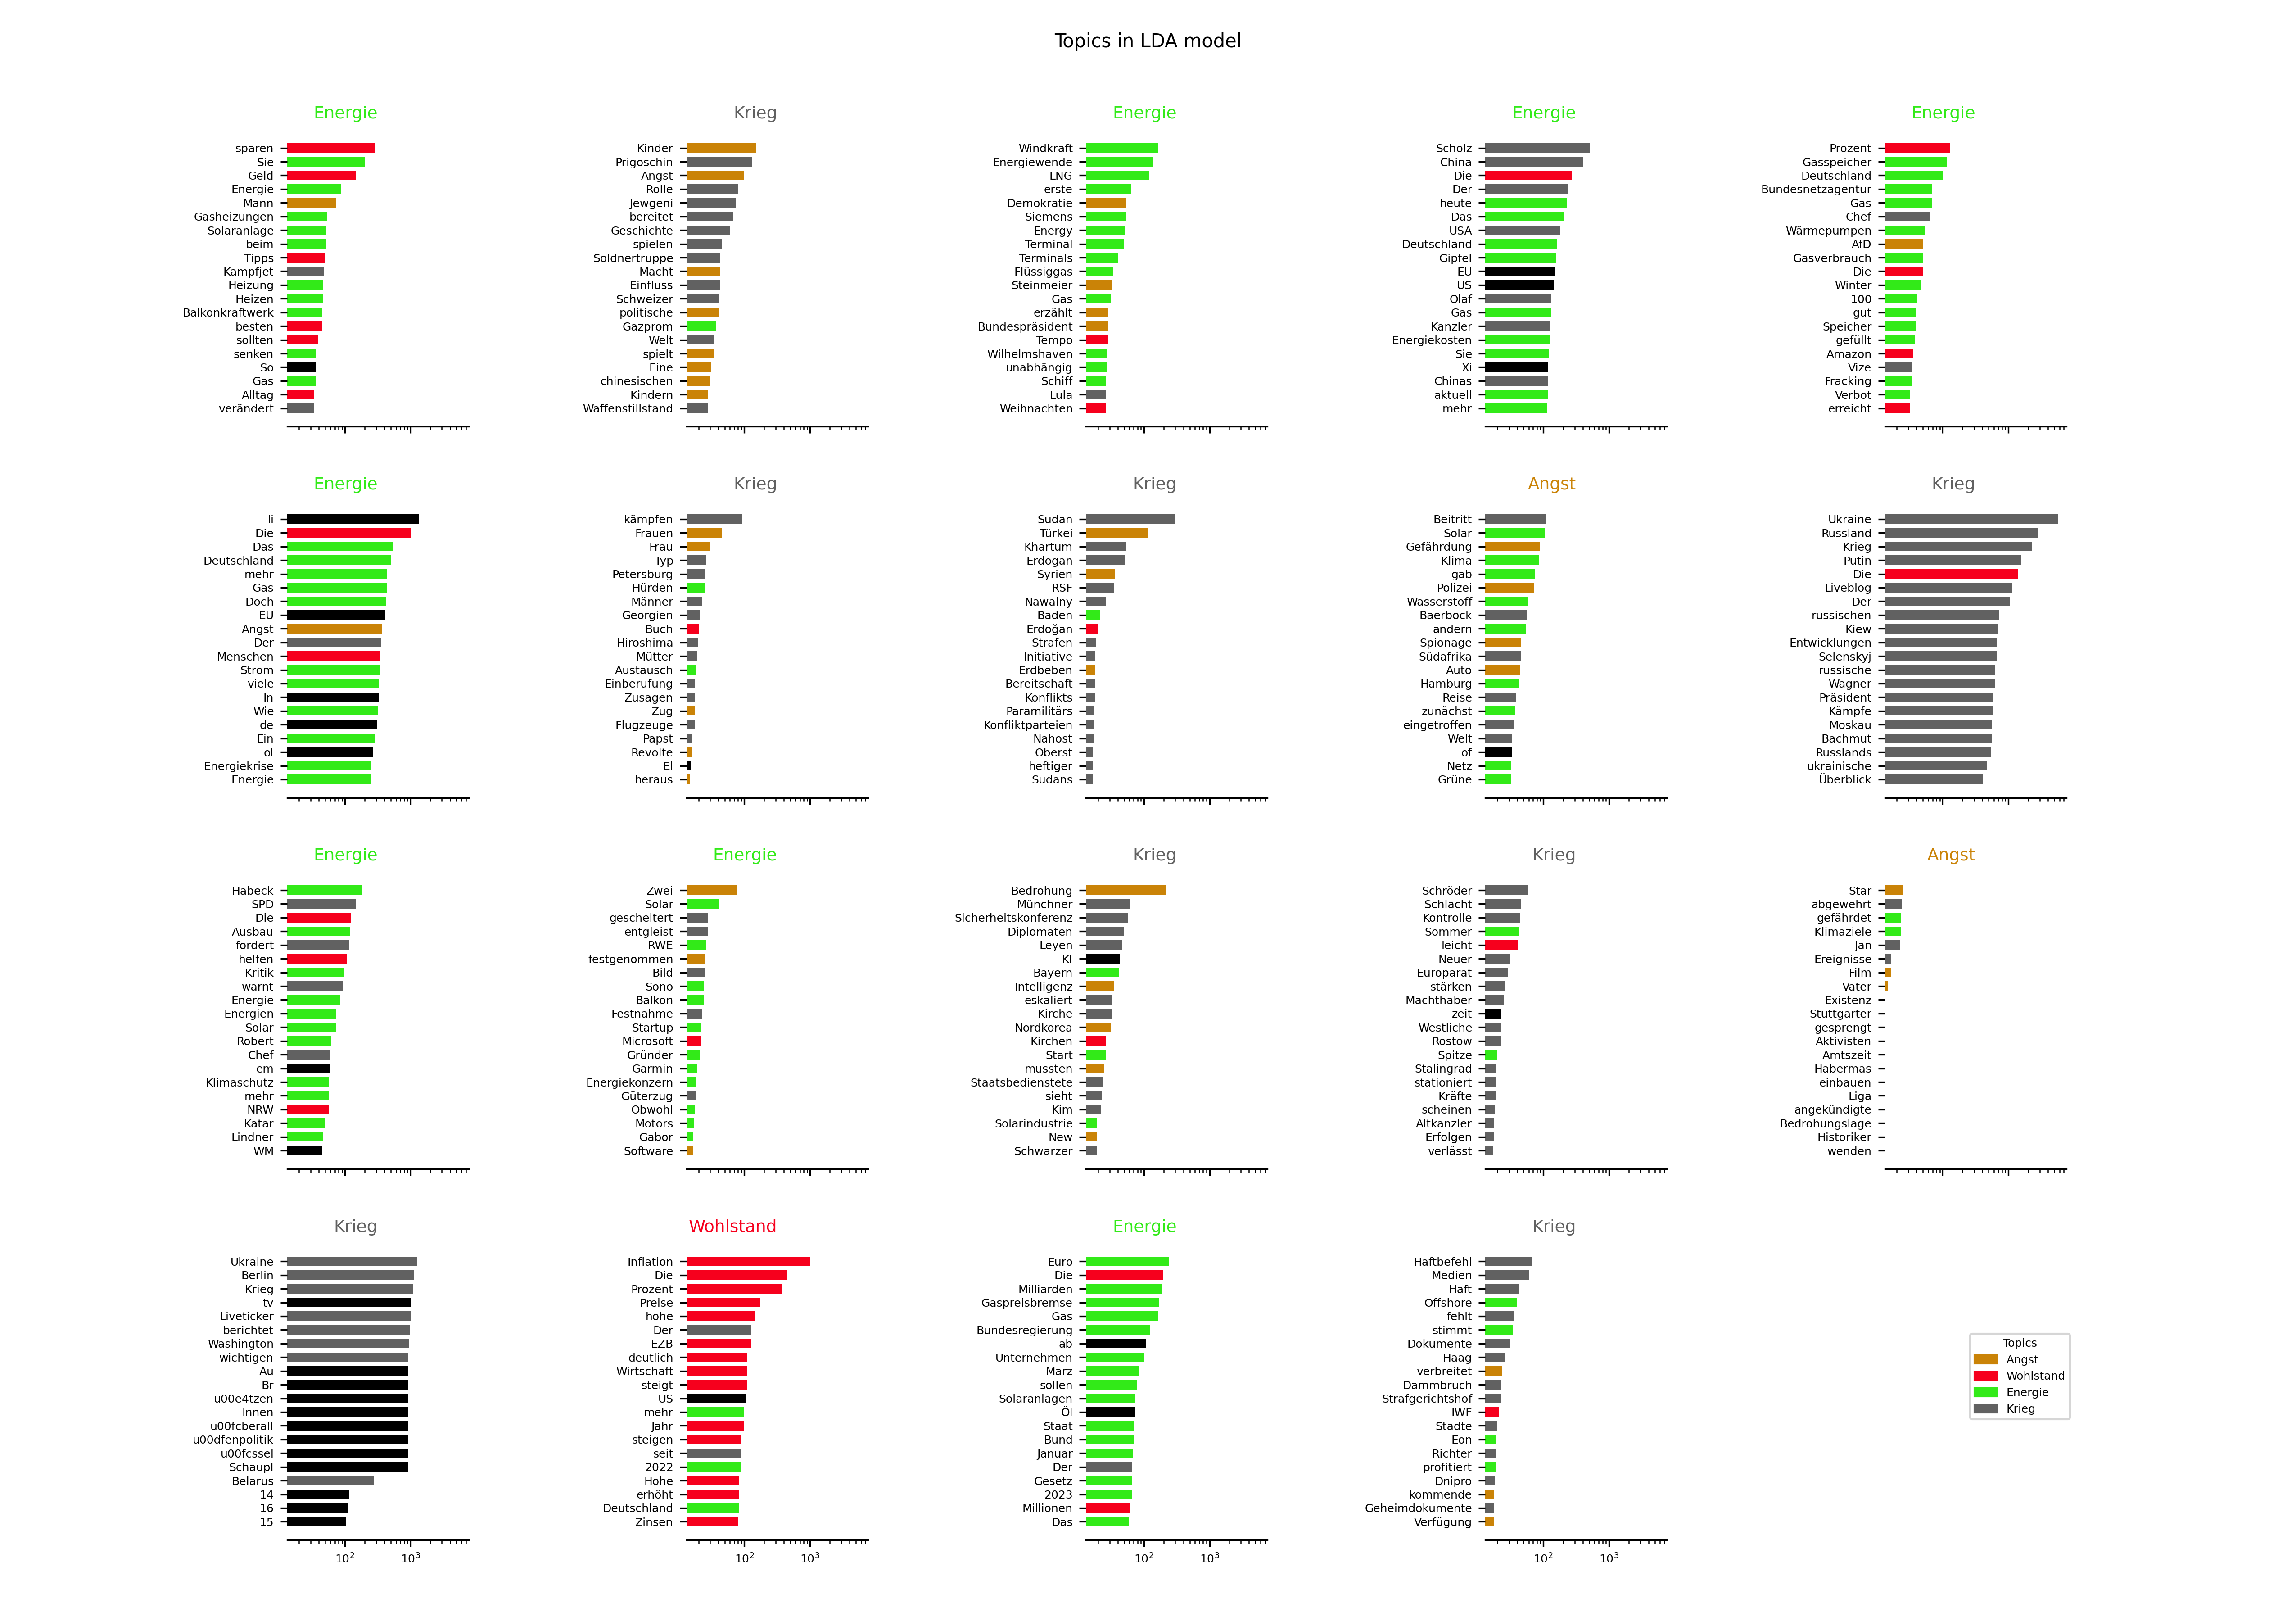 Topics in LDA model
Energie
sparen
Sie
Geld
Energie
Mann
Gasheizungen
Solaranlage
beim
Tipps
Kampfjet
Heizung
Heizen
Balkonkraftwerk
besten
sollten
senken
So
Gas
Alltag
verändert
Krieg
Kinder
Prigoschin
Angst
Rolle
Jewgeni
bereitet
Geschichte
spielen
Söldnertruppe
Macht
Einfluss
Schweizer
politische
Gazprom
Welt
spielt
Eine
chinesischen
Kindern
Waffenstillstand
Energie
Windkraft
Energiewende
LNG
erste
Demokratie
Siemens
Energy
Terminal
Terminals
Flüssiggas
Steinmeier
Gas
erzählt
Bundespräsident
Tempo
Wilhelmshaven
unabhängig
Schiff
Lula
Weihnachten
Energie
Scholz
China
Die
Der
heute
Das
USA
Deutschland
Gipfel
EU
US
Olaf
Gas
Kanzler
Energiekosten
Sie
Xi
Chinas
aktuell
mehr
Energie
Prozent
Gasspeicher
Deutschland
Bundesnetzagentur
Gas
Chef
Wärmepumpen
AfD
Gasverbrauch
Die
Winter
100
gut
Speicher
gefüllt
Amazon
Vize
Fracking
Verbot
erreicht
Energie
li
Die
Das
Deutschland
mehr
Gas
Doch
EU
Angst
Der
Menschen
Strom
viele
In
Wie
de
Ein
ol
Energiekrise
Energie
Krieg
kämpfen
Frauen
Frau
Typ
Petersburg
Hürden
Männer
Georgien
Buch
Hiroshima
Mütter
Austausch
Einberufung
Zusagen
Zug
Flugzeuge
Papst
Revolte
El
heraus
Krieg
Sudan
Türkei
Khartum
Erdogan
Syrien
RSF
Nawalny
Baden
Erdoğan
Strafen
Initiative
Erdbeben
Bereitschaft
Konflikts
Paramilitärs
Konfliktparteien
Nahost
Oberst
heftiger
Sudans
Angst
Beitritt
Solar
Gefährdung
Klima
gab
Polizei
Wasserstoff
Baerbock
ändern
Spionage
Südafrika
Auto
Hamburg
Reise
zunächst
eingetroffen
Welt
of
Netz
Grüne
Krieg
Ukraine
Russland
Krieg
Putin
Die
Liveblog
Der
russischen
Kiew
Entwicklungen
Selenskyj
russische
Wagner
Präsident
Kämpfe
Moskau
Bachmut
Russlands
ukrainische
Überblick
Energie
Habeck
SPD
Die
Ausbau
fordert
helfen
Kritik
warnt
Energie
Energien
Solar
Robert
Chef
em
Klimaschutz
mehr
NRW
Katar
Lindner
WM
Energie
Zwei
Solar
gescheitert
entgleist
RWE
festgenommen
Bild
Sono
Balkon
Festnahme
Startup
Microsoft
Gründer
Garmin
Energiekonzern
Güterzug
Obwohl
Motors
Gabor
Software
Krieg
Bedrohung
Münchner
Sicherheitskonferenz
Diplomaten
Leyen
KI
Bayern
Intelligenz
eskaliert
Kirche
Nordkorea
Kirchen
Start
mussten
Staatsbedienstete
sieht
Kim
Solarindustrie
New
Schwarzer
Krieg
Schröder
Schlacht
Kontrolle
Sommer
leicht
Neuer
Europarat
stärken
Machthaber
zeit
Westliche
Rostow
Spitze
Stalingrad
stationiert
Kräfte
scheinen
Altkanzler
Erfolgen
verlässt
Angst
Star
abgewehrt
gefährdet
Klimaziele
Jan
Ereignisse
Film
Vater
Existenz
Stuttgarter
gesprengt
Aktivisten
Amtszeit
Habermas
einbauen
Liga
angekündigte
Bedrohungslage
Historiker
wenden
Krieg
Ukraine
Berlin
Krieg
tv
Liveticker
berichtet
Washington
wichtigen
Au
Br
u00e4tzen
Innen
u00fcberall
u00dfenpolitik
u00fcssel
Schaupl
Belarus
14
16
15
10²
10³
Wohlstand
Inflation
Die
Prozent
Preise
hohe
Der
EZB
deutlich
Wirtschaft
steigt
US
mehr
Jahr
steigen
seit
2022
Hohe
erhöht
Deutschland
Zinsen
10²
10³
Energie
Euro
Die
Milliarden
Gaspreisbremse
Gas
Bundesregierung
ab
Unternehmen
März
sollen
Solaranlagen
Öl
Staat
Bund
Januar
Der
Gesetz
2023
Millionen
Das
10²
10³
Krieg
Haftbefehl
Medien
Haft
Offshore
fehlt
stimmt
Dokumente
Haag
verbreitet
Dammbruch
Strafgerichtshof
IWF
Städte
Eon
Richter
profitiert
Dnipro
kommende
Geheimdokumente
Verfügung
10²
10³
Topics
Angst
Wohlstand
Energie
Krieg